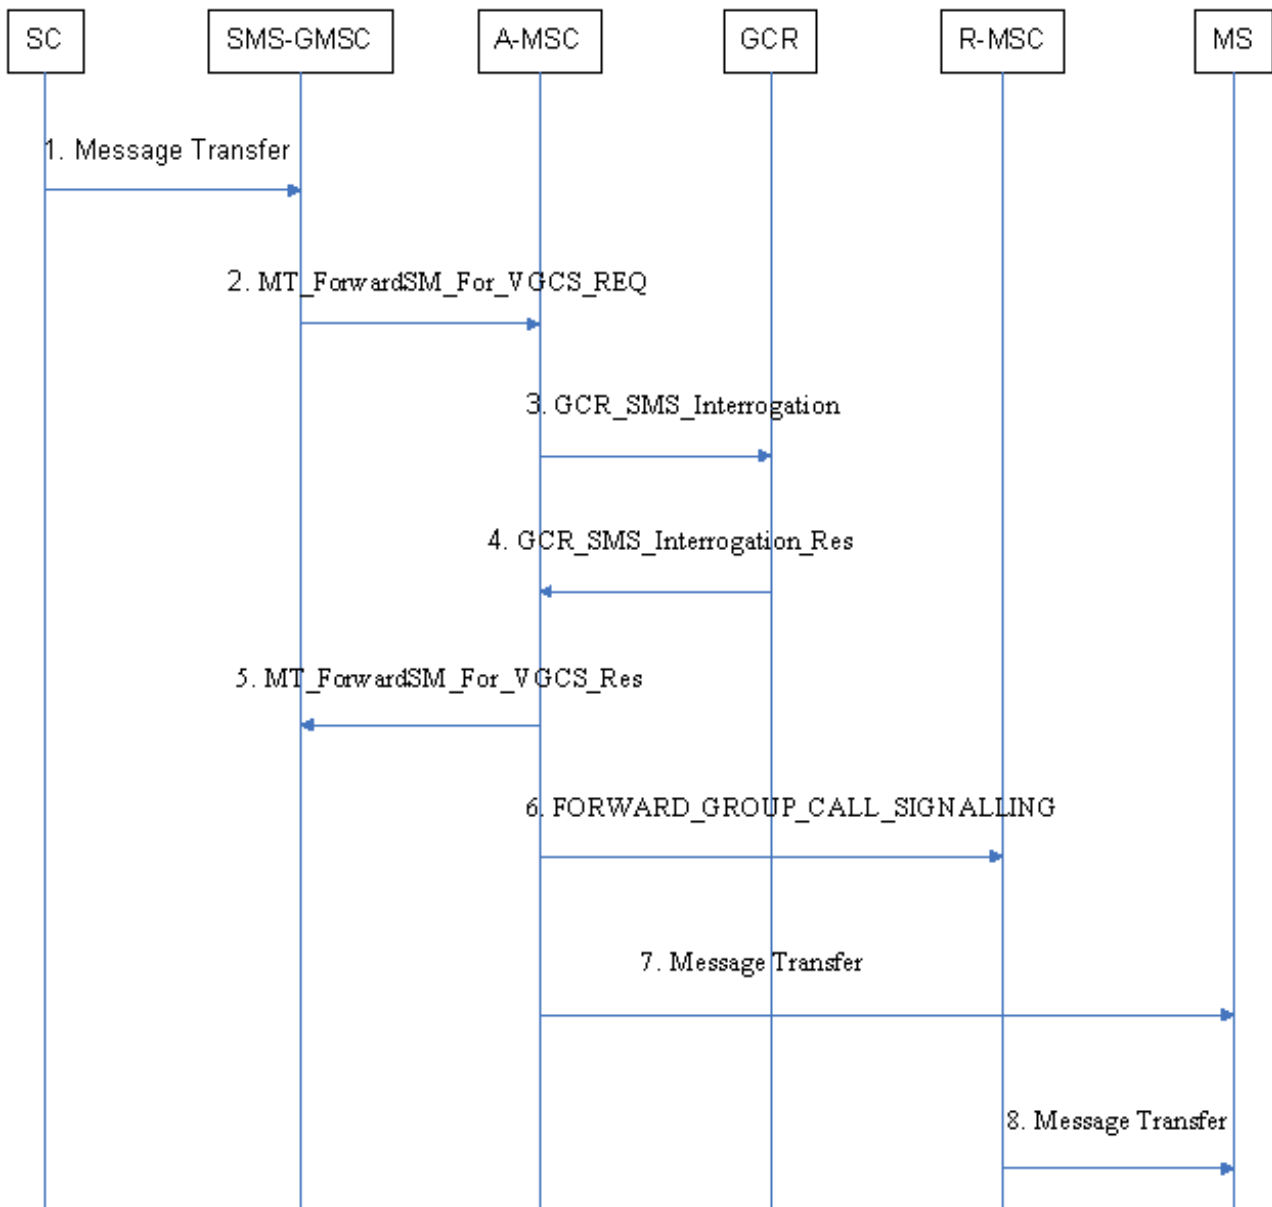 SC
SMS-GMSC
A-MSC
GCR
R-MSC
MS
1. Message Transfer
2. MT_ForwardSM_For_VGCS_REQ
3. GCR_SMS_Interrogation
4. GCR_SMS_Interrogation_Res
5. MT_ForwardSM_For_VGCS_Res
6. FORWARD_GROUP_CALL_SIGNALLING
7. Message Transfer
8. Message Transfer